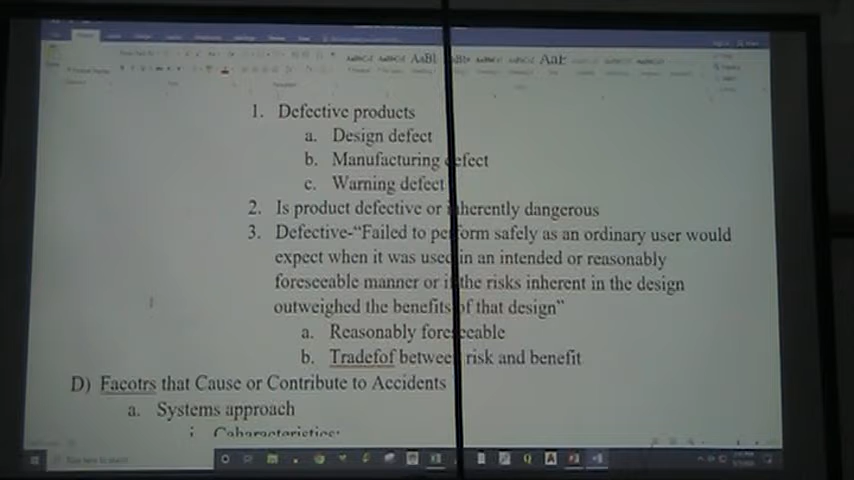 1. Defective products
a. Design defect
b. Manufacturing defect
c. Warning defect
2. Is product defective or inherently dangerous
3. Defective-“Failed to perform safely as an ordinary user would
expect when it was used in an intended or reasonably
foreseeable manner or if the risks inherent in the design
outweighed the benefits of that design”
a. Reasonably foreseeable
b. Tradefof between risk and benefit
D) Facotrs that Cause or Contribute to Accidents
a. Systems approach
i. Caharacteristics: